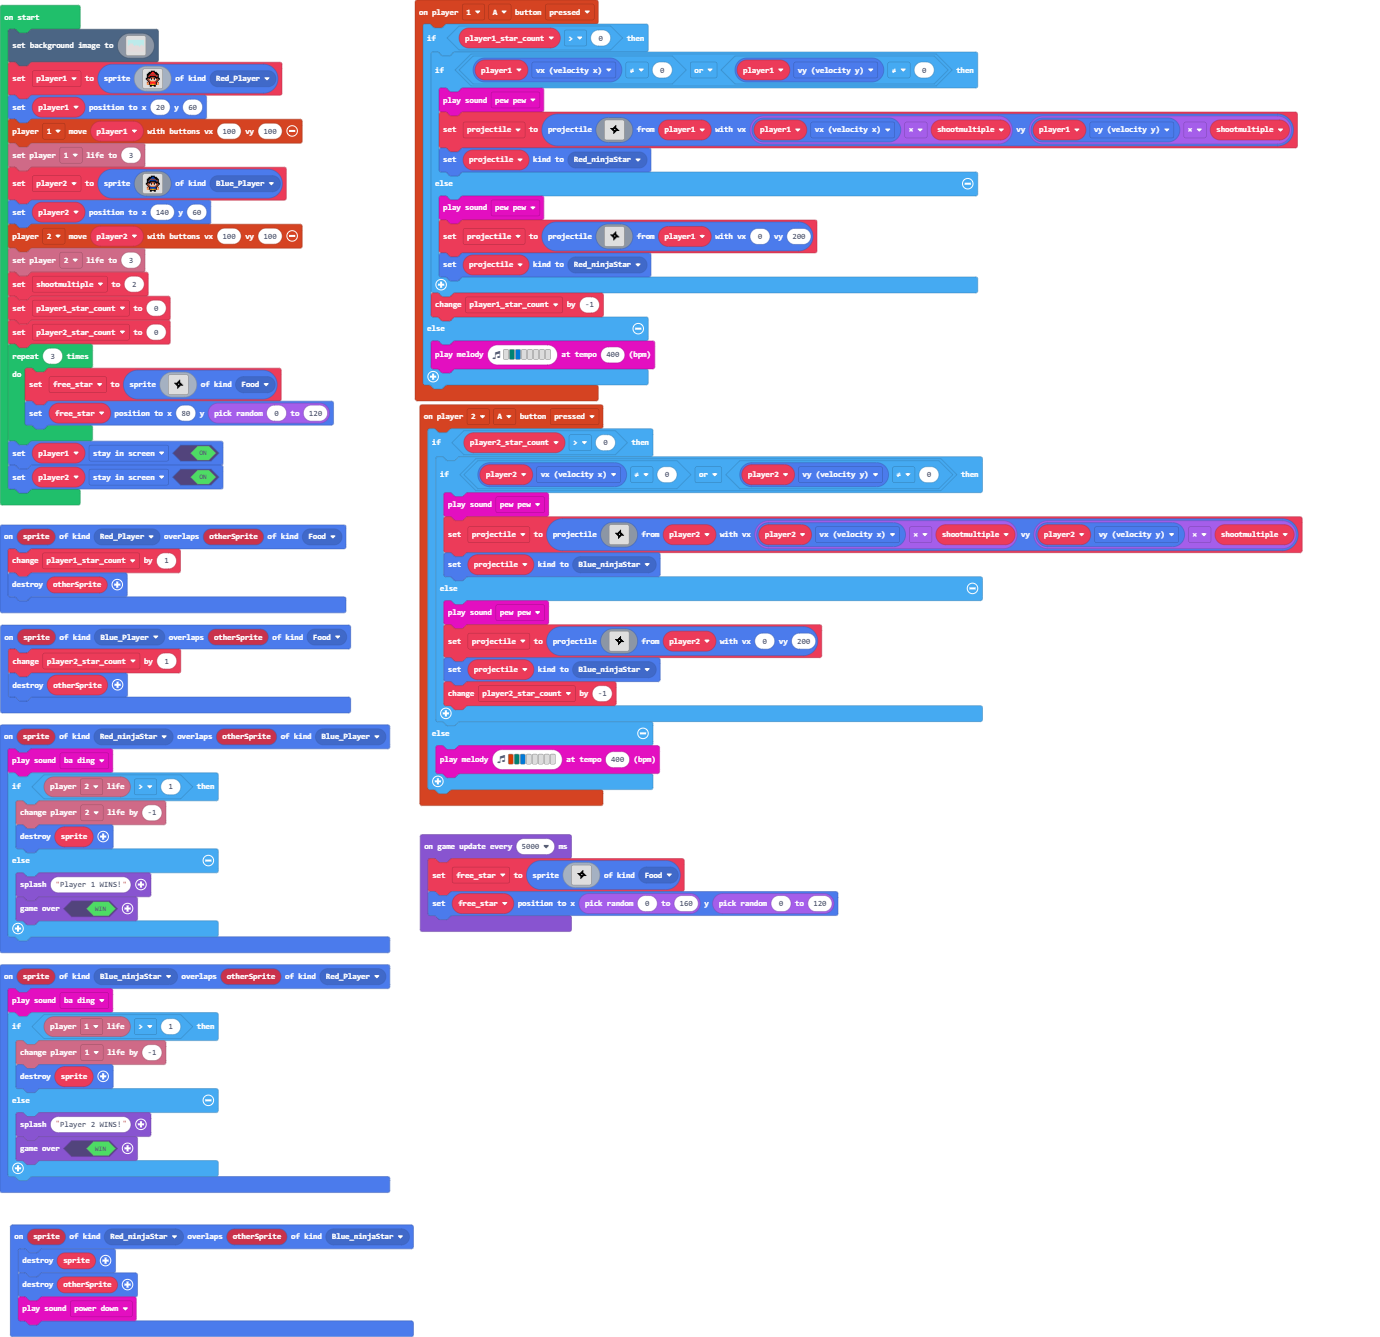 on start
set background image to
set player1 to sprite of kind Red_Player
set player1 position to x 20 y 60
player 1 move player1 with buttons vx 100 vy 100
set player 1 life to 3
set player2 to sprite of kind Blue_Player
set player2 position to x 140 y 60
player 2 move player2 with buttons vx 100 vy 100
set player 2 life to 3
set shootmultiple to 2
set player1_star_count to 0
set player2_star_count to 0
repeat 3 times
do
set free_star to sprite of kind Food
set free_star position to x 80 y pick random 0 to 120
set player1 stay in screen ON
set player2 stay in screen ON
on sprite of kind Red_Player overlaps otherSprite of kind Food
change player1_star_count by 1
destroy otherSprite
on sprite of kind Blue_Player overlaps otherSprite of kind Food
change player2_star_count by 1
destroy otherSprite
on sprite of kind Red_ninjaStar overlaps otherSprite of kind Blue_Player
play sound ba ding
if player 2 life > 1 then
change player 2 life by -1
destroy sprite
else
splash "Player 1 WINS!"
game over WIN
on sprite of kind Blue_ninjaStar overlaps otherSprite of kind Red_Player
play sound ba ding
if player 1 life > 1 then
change player 1 life by -1
destroy sprite
else
splash "Player 2 WINS!"
game over WIN
on sprite of kind Red_ninjaStar overlaps otherSprite of kind Blue_ninjaStar
destroy sprite
destroy otherSprite
play sound power down
on player 1 A button pressed
if player1_star_count > 0 then
if player1 vx (velocity x) ≠ 0 or player1 vy (velocity y) ≠ 0 then
play sound pew pew
set projectile to projectile from player1 with vx player1 vx (velocity x) × shootmultiple vy player1 vy (velocity y) × shootmultiple
set projectile kind to Red_ninjaStar
else
play sound pew pew
set projectile to projectile from player1 with vx 0 vy 200
set projectile kind to Red_ninjaStar
change player1_star_count by -1
else
play melody at tempo 400 (bpm)
on player 2 A button pressed
if player2_star_count > 0 then
if player2 vx (velocity x) ≠ 0 or player2 vy (velocity y) ≠ 0 then
play sound pew pew
set projectile to projectile from player2 with vx player2 vx (velocity x) × shootmultiple vy player2 vy (velocity y) × shootmultiple
set projectile kind to Blue_ninjaStar
else
play sound pew pew
set projectile to projectile from player2 with vx 0 vy 200
set projectile kind to Blue_ninjaStar
change player2_star_count by -1
else
play melody at tempo 400 (bpm)
on game update every 5000 ms
set free_star to sprite of kind Food
set free_star position to x pick random 0 to 160 y pick random 0 to 120